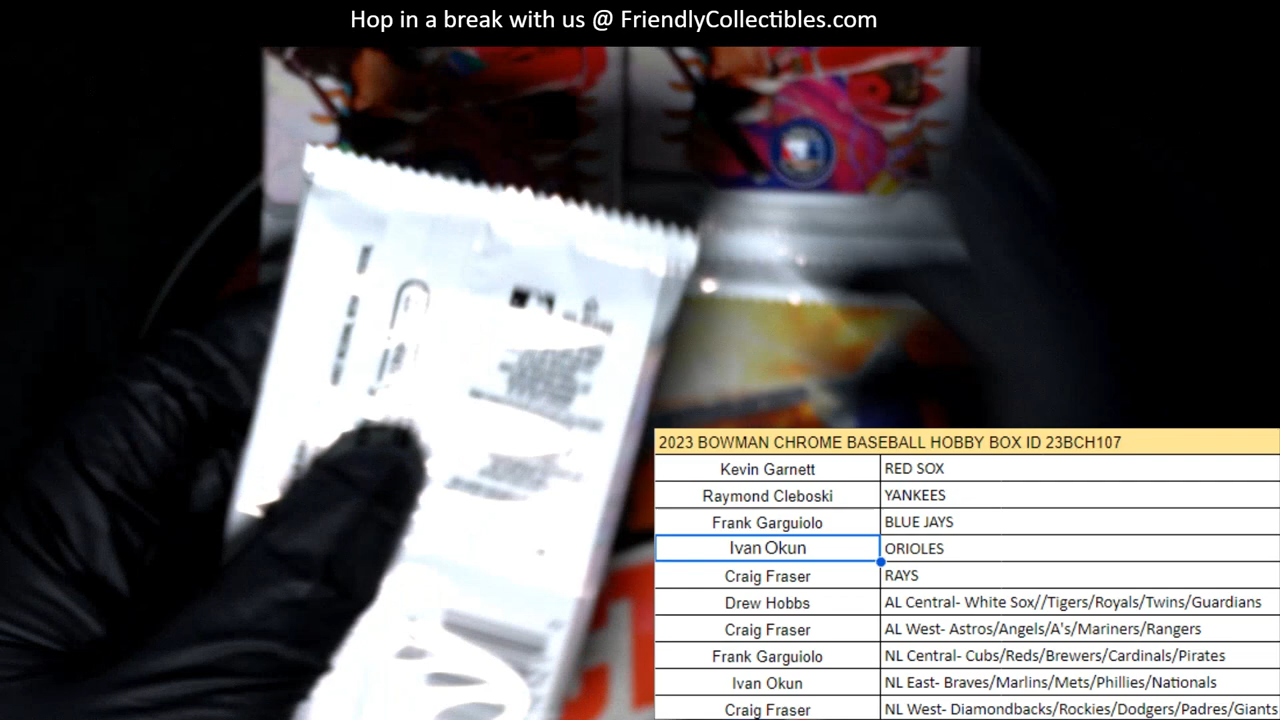 Hop in a break with us @ FriendlyCollectibles.com
2023 BOWMAN CHROME BASEBALL HOBBY BOX ID 23BCH107
Kevin Garnett RED SOX
Raymond Cleboski YANKEES
Frank Garguiolo BLUE JAYS
Ivan Okun ORIOLES
Craig Fraser RAYS
Drew Hobbs AL Central- White Sox//Tigers/Royals/Twins/Guardians
Craig Fraser AL West- Astros/Angels/A's/Mariners/Rangers
Frank Garguiolo NL Central- Cubs/Reds/Brewers/Cardinals/Pirates
Ivan Okun NL East- Braves/Marlins/Mets/Phillies/Nationals
Craig Fraser NL West- Diamondbacks/Rockies/Dodgers/Padres/Giants